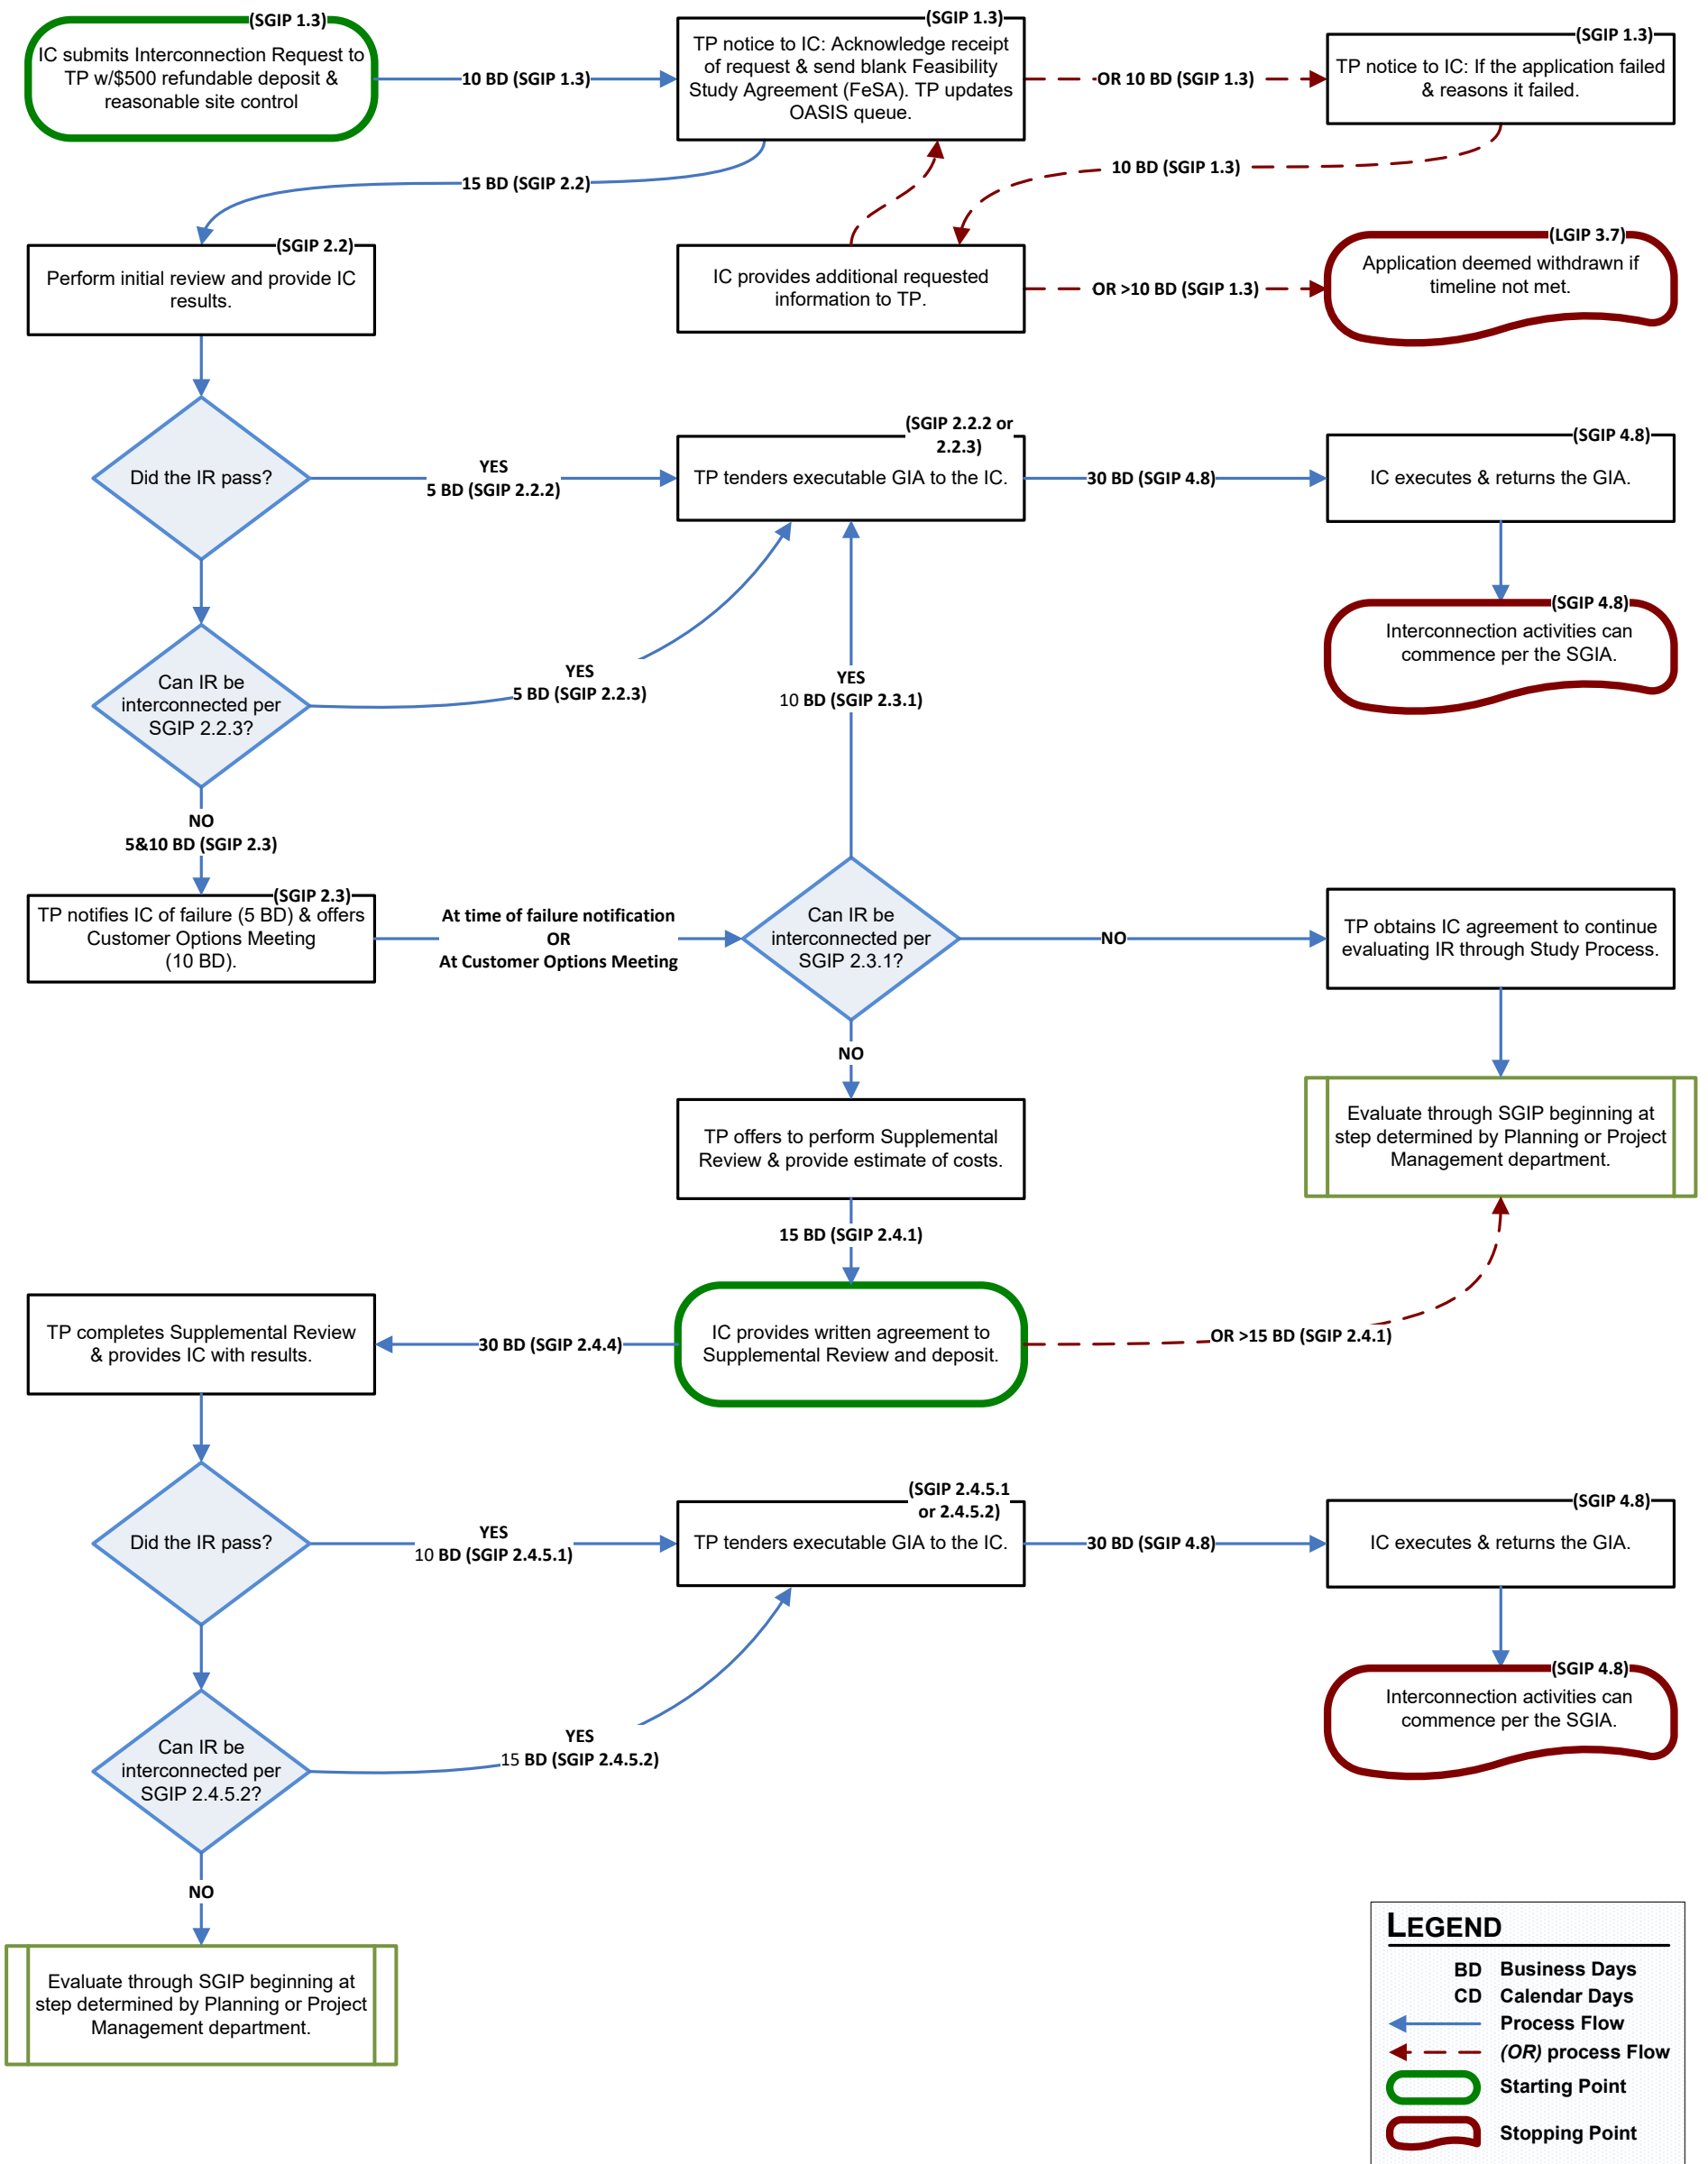 (SGIP 1.3)
IC submits Interconnection Request to
TP w/$500 refundable deposit &
reasonable site control
10 BD (SGIP 1.3)
(SGIP 1.3)
TP notice to IC: Acknowledge receipt
of request & send blank Feasibility
Study Agreement (FeSA). TP updates
OASIS queue.
OR 10 BD (SGIP 1.3)
(SGIP 1.3)
TP notice to IC: If the application failed
& reasons it failed.
10 BD (SGIP 1.3)
15 BD (SGIP 2.2)
(SGIP 2.2)
Perform initial review and provide IC
results.
IC provides additional requested
information to TP.
OR >10 BD (SGIP 1.3)
(LGIP 3.7)
Application deemed withdrawn if
timeline not met.
Did the IR pass?
YES
5 BD (SGIP 2.2.2)
(SGIP 2.2.2 or
2.2.3)
TP tenders executable GIA to the IC.
30 BD (SGIP 4.8)
(SGIP 4.8)
IC executes & returns the GIA.
(SGIP 4.8)
Interconnection activities can
commence per the SGIA.
Can IR be
interconnected per
SGIP 2.2.3?
YES
5 BD (SGIP 2.2.3)
YES
10 BD (SGIP 2.3.1)
NO
5&10 BD (SGIP 2.3)
(SGIP 2.3)
TP notifies IC of failure (5 BD) & offers
Customer Options Meeting
(10 BD).
At time of failure notification
OR
At Customer Options Meeting
Can IR be
interconnected per
SGIP 2.3.1?
NO
TP obtains IC agreement to continue
evaluating IR through Study Process.
NO
TP offers to perform Supplemental
Review & provide estimate of costs.
Evaluate through SGIP beginning at
step determined by Planning or Project
Management department.
15 BD (SGIP 2.4.1)
TP completes Supplemental Review
& provides IC with results.
30 BD (SGIP 2.4.4)
IC provides written agreement to
Supplemental Review and deposit.
OR >15 BD (SGIP 2.4.1)
Did the IR pass?
YES
10 BD (SGIP 2.4.5.1)
(SGIP 2.4.5.1
or 2.4.5.2)
TP tenders executable GIA to the IC.
30 BD (SGIP 4.8)
(SGIP 4.8)
IC executes & returns the GIA.
(SGIP 4.8)
Interconnection activities can
commence per the SGIA.
Can IR be
interconnected per
SGIP 2.4.5.2?
YES
15 BD (SGIP 2.4.5.2)
NO
Evaluate through SGIP beginning at
step determined by Planning or Project
Management department.
LEGEND
BD Business Days
CD Calendar Days
Process Flow
(OR) process Flow
Starting Point
Stopping Point